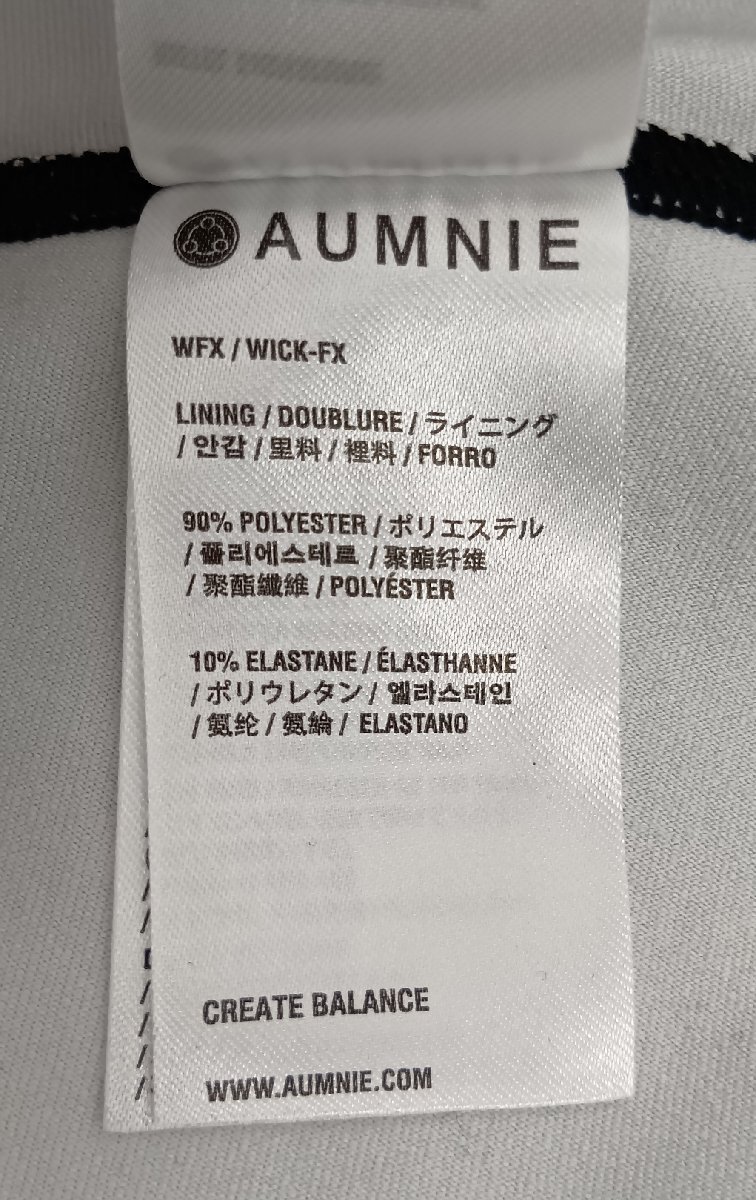 AUMNIE
WFX / WICK-FX
LINING / DOUBLURE / ライニング
/ 안감 / 里料 / 裡料 / FORRO
90% POLYESTER / ポリエステル
/ 폴리에스테르 / 聚酯纤维
/ 聚酯纖維 / POLYÉSTER
10% ELASTANE / ÉLASTHANNE
/ ポリウレタン / 엘라스테인
/ 氨纶 / 氨綸 / ELASTANO
CREATE BALANCE
WWW.AUMNIE.COM